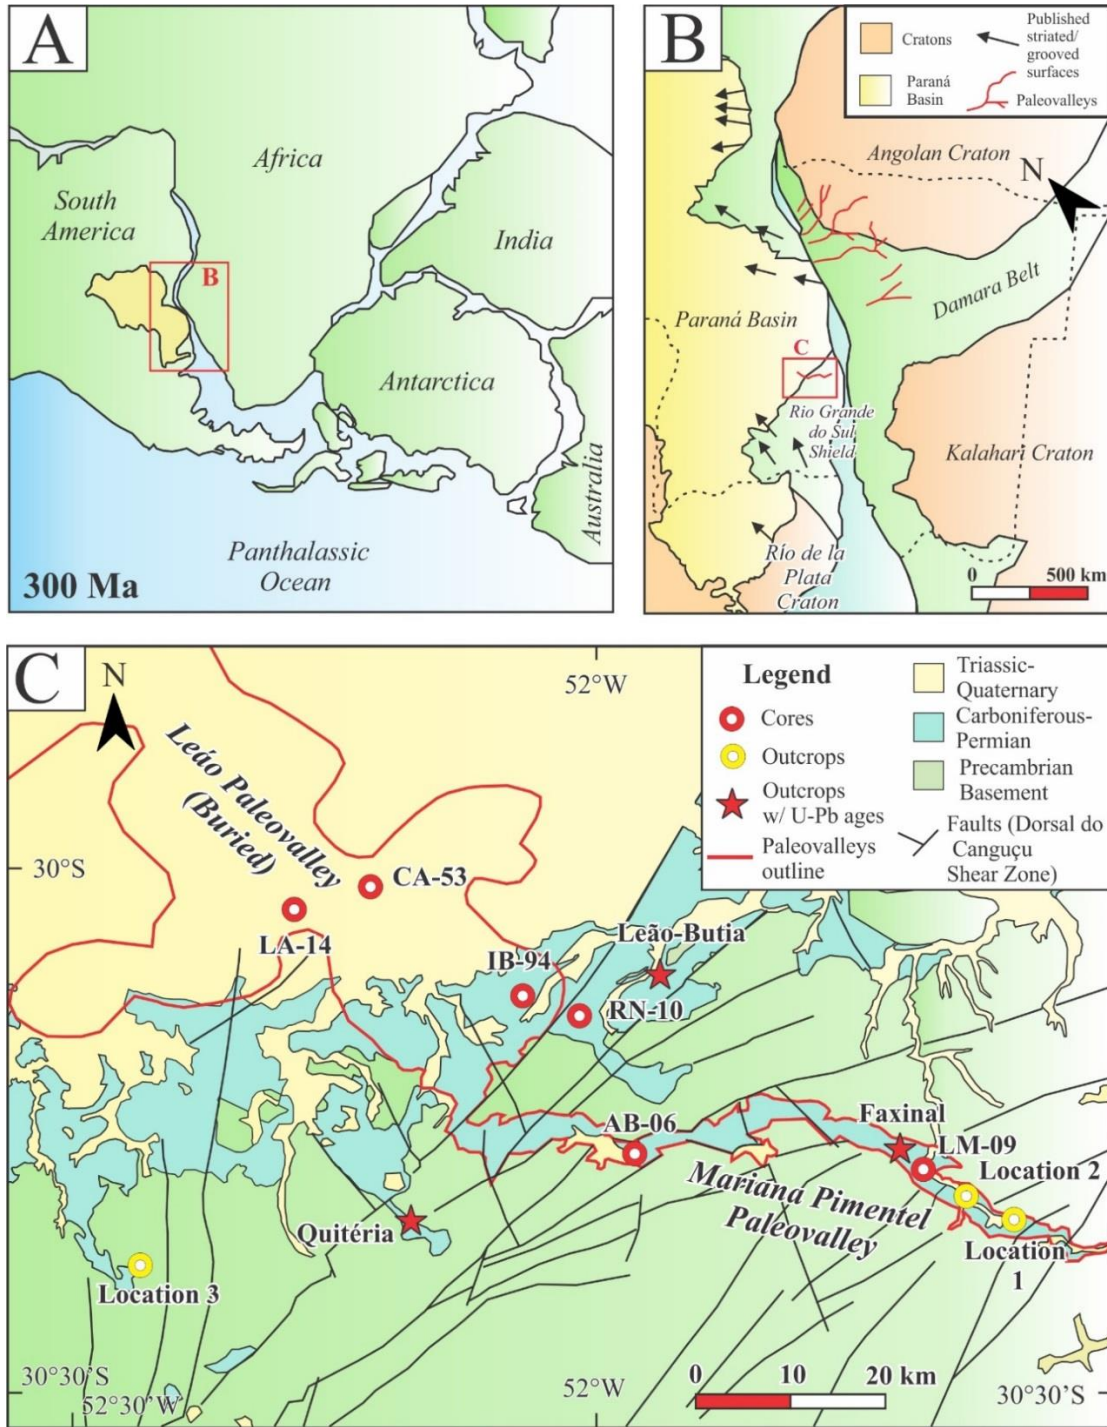 A
Africa
South
America
India
B
Antarctica
Australia
Panthalassic
Ocean
300 Ma
B
Cratons
Paraná
Basin
Published
striated/
grooved
surfaces
Paleovalleys
Angolan Craton
N
Damara Belt
Paraná Basin
C
Rio Grande
do Sul
Shield
Kalahari Craton
Río de la
Plata
Craton
0 500 km
C
N
52°W
Legend
Cores
Outcrops
Outcrops
w/ U-Pb ages
Paleovalleys
outline
Triassic-
Quaternary
Carboniferous-
Permian
Precambrian
Basement
Faults (Dorsal do
Canguçu
Shear Zone)
Leáo Paleovalley
(Buried)
30°S
CA-53
LA-14
IB-94
Leão-Butia
RN-10
AB-06
Faxinal
LM-09
Location 2
Mariana Pimentel
Paleovalley
Location
1
Quitéria
Location 3
30°30'S
52°30'W
52°W
0 10 20 km
30°30'S